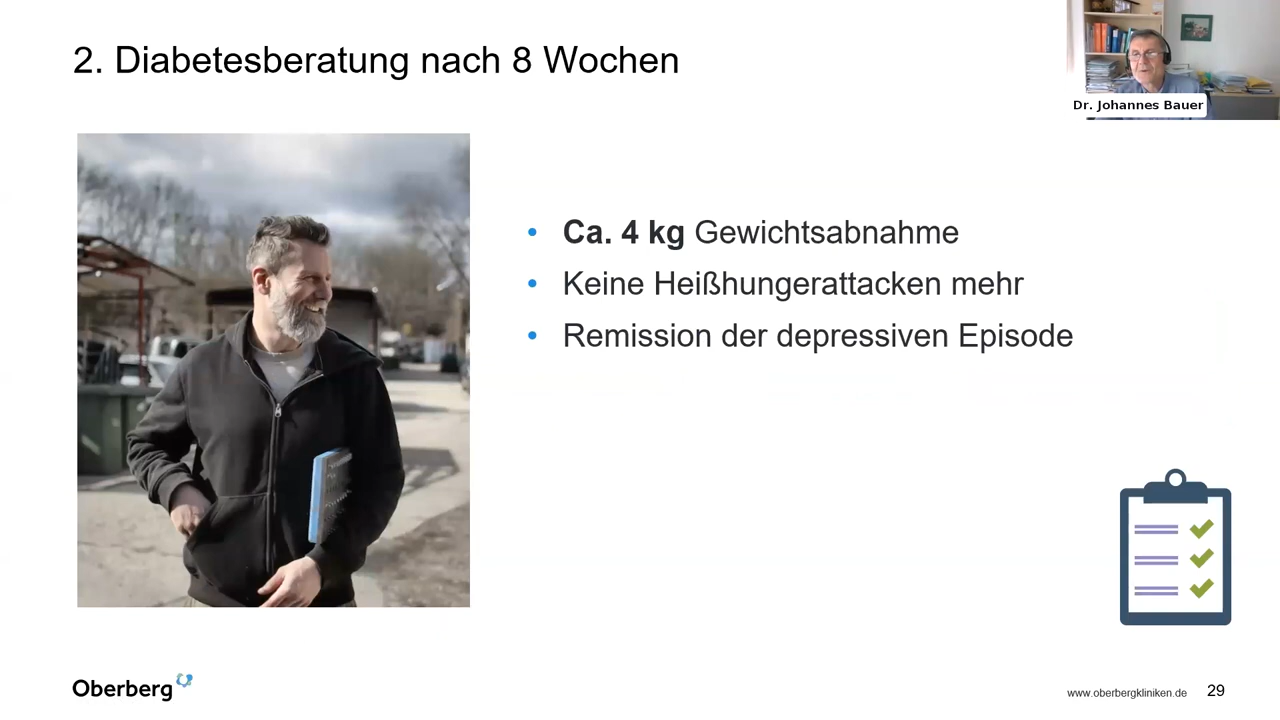 2. Diabetesberatung nach 8 Wochen
Dr. Johannes Bauer
• Ca. 4 kg Gewichtsabnahme
• Keine Heißhungerattacken mehr
• Remission der depressiven Episode
Oberberg
www.oberbergkliniken.de
29